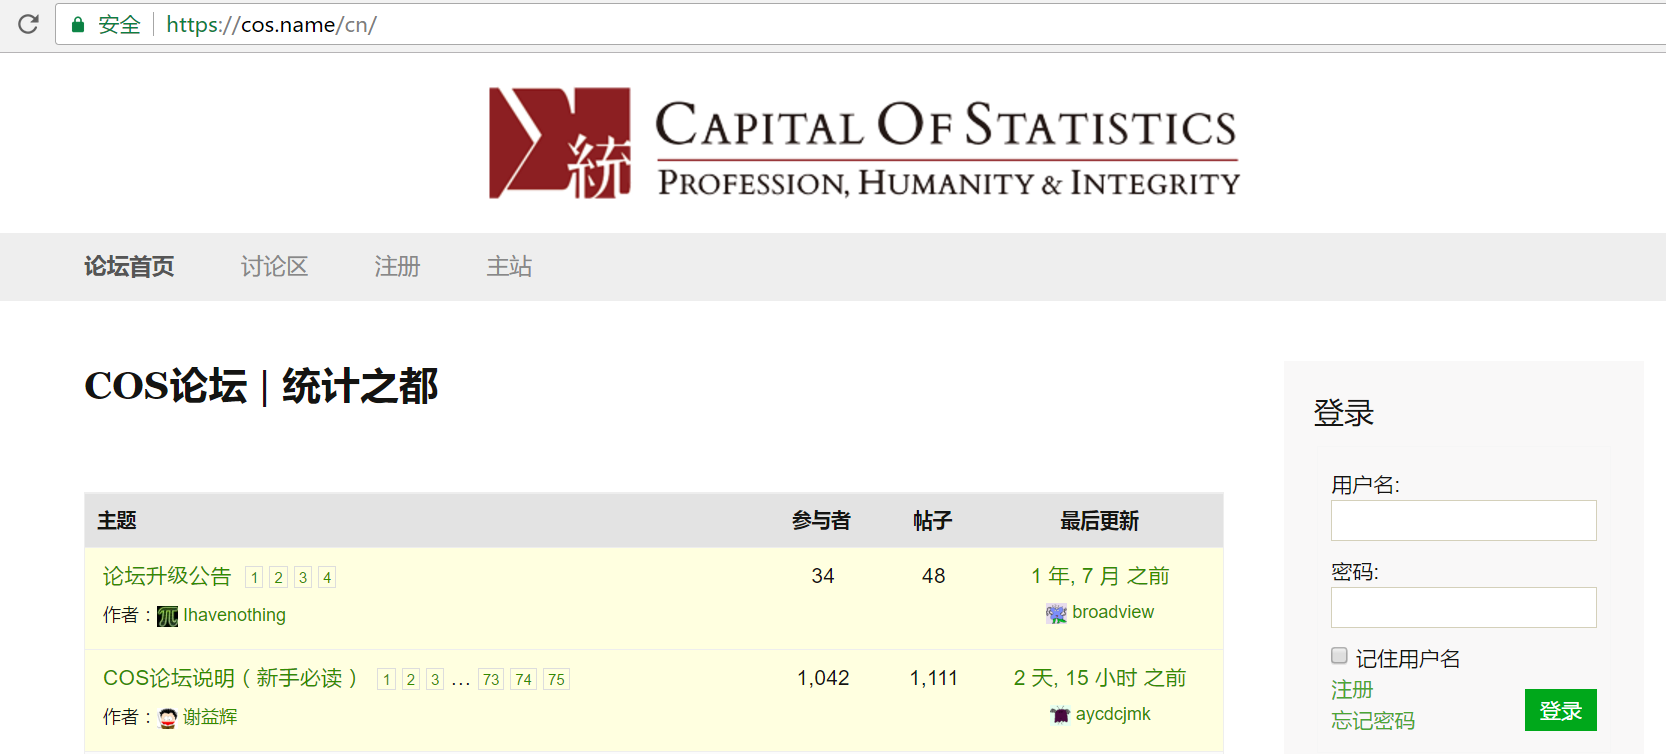 安全 https://cos.name/cn/
統
CAPITAL OF STATISTICS
PROFESSION, HUMANITY & INTEGRITY
论坛首页 讨论区 注册 主站
COS论坛 | 统计之都
主题 参与者 帖子 最后更新
论坛升级公告 1 2 3 4 34 48 1 年, 7 月 之前
作者：Ihavenothing broadview
COS论坛说明（新手必读） 1 2 3 … 73 74 75 1,042 1,111 2 天, 15 小时 之前
作者：谢益辉 aycdcjmk
登录
用户名:
密码:
记住用户名
注册
忘记密码
登录